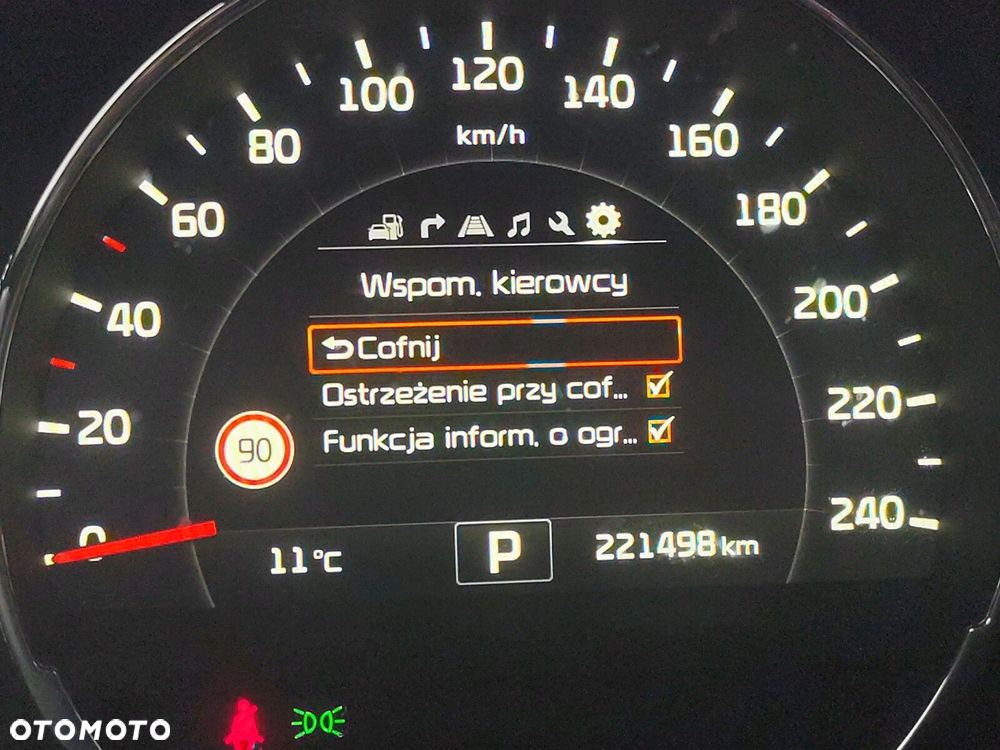 120
100
140
80
km/h
160
60
180
Wspom. kierowcy
200
40
Cofnij
Ostrzeżenie przy cof...
220
20
Funkcja inform. o ogr...
90
240
0
11°C
P
221498 km
OTOMOTO